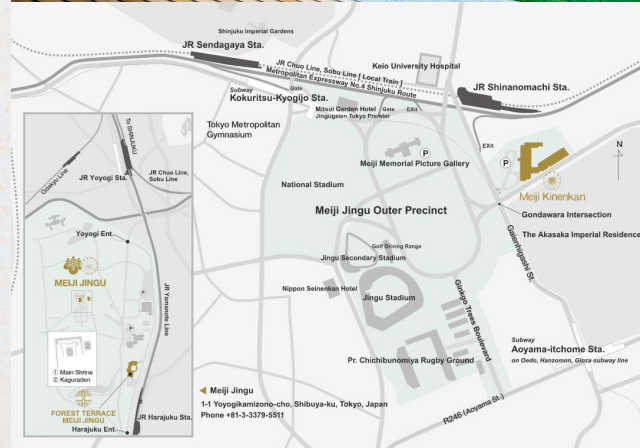 Shinjuku Imperial Gardens
JR Sendagaya Sta.
JR Chuo Line, Sobu Line [ Local Train ]
Metropolitan Expressway No.4 Shinjuku Route
Keio University Hospital
JR Shinanomachi Sta.
Subway
Kokuritsu-Kyogijo Sta.
Gate
Mitsui Garden Hotel
Jingugaien Tokyo Premier
Gate
EXit
Tokyo Metropolitan
Gymnasium
EXit
P
P
Meiji Memorial Picture Gallery
N
Meiji Kinenkan
National Stadium
Meiji Jingu Outer Precinct
Gondawara Intersection
The Akasaka Imperial Residence
Gaienhigashi St.
Golf Driving Range
Jingu Secondary Stadium
Nippon Seinenkan Hotel
Jingu Stadium
Ginkgo Trees Boulevard
Pr. Chichibunomiya Rugby Ground
Subway
Aoyama-itchome Sta.
on Oedo, Hanzomon, Ginza subway line
R246 (Aoyama St.)
To SHINJUKU
Odakyu Line
JR Yoyogi Sta.
JR Chuo Line,
Sobu Line
Yoyogi Ent.
MEIJI JINGU
P
JR Yamanote Line
① Main Shrine
② Kaguraden
P
FOREST TERRACE
MEIJI JINGU
JR Harajuku Sta.
Harajuku Ent.
◀ Meiji Jingu
1-1 Yoyogikamizono-cho, Shibuya-ku, Tokyo, Japan
Phone +81-3-3379-5511